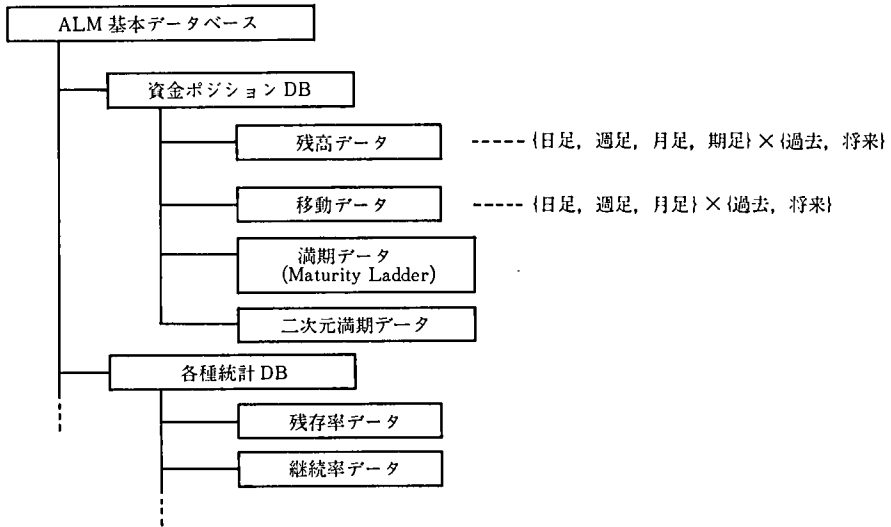 ALM 基本データベース
資金ポジション DB
残高データ ----- {日足, 週足, 月足, 期足} × {過去, 将来}
移動データ ----- {日足, 週足, 月足} × {過去, 将来}
満期データ
(Maturity Ladder)
二次元満期データ
各種統計 DB
残存率データ
継続率データ